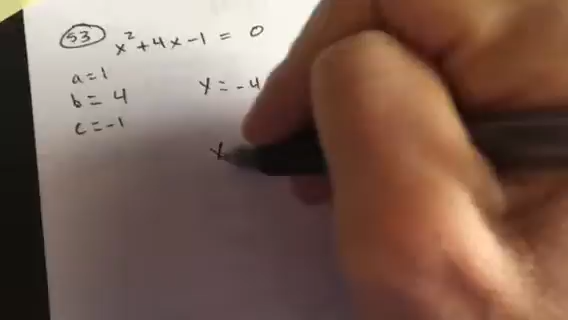 53 x² + 4x - 1 = 0
a = 1
x = - 4
b = 4
c = -1
x